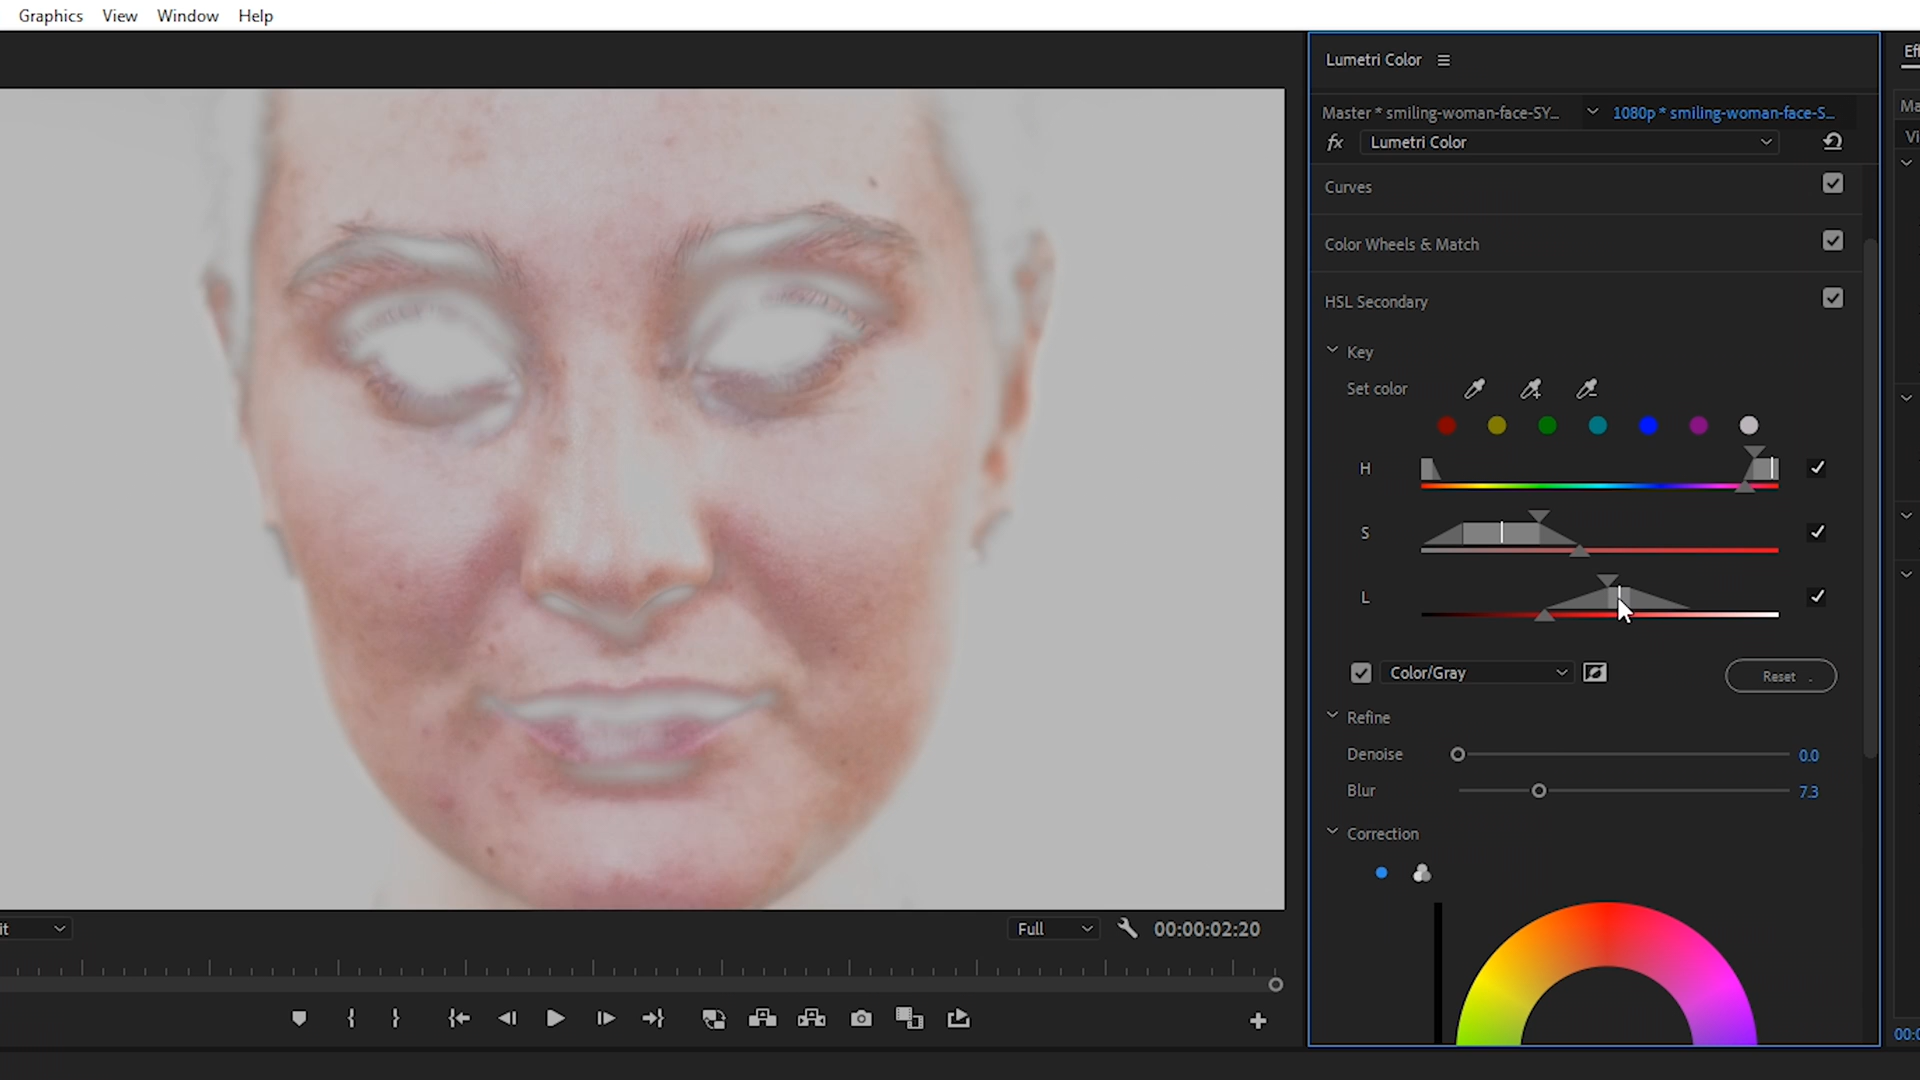 Graphics View Window Help
Lumetri Color
Master * smiling-woman-face-SY... 1080p * smiling-woman-face-S...
fx Lumetri Color
Curves
Color Wheels & Match
HSL Secondary
Key
Set color
H
S
L
Color/Gray Reset
Refine
Denoise 0.0
Blur 7.3
Correction
Full 00:00:02:20